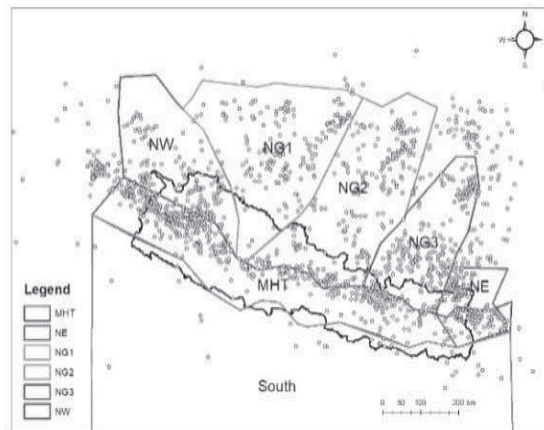 N
W E
S
NW
NG1
NG2
NG3
MHT
NE
South
Legend
MHT
NE
NG1
NG2
NG3
NW
0 50 100 200 km